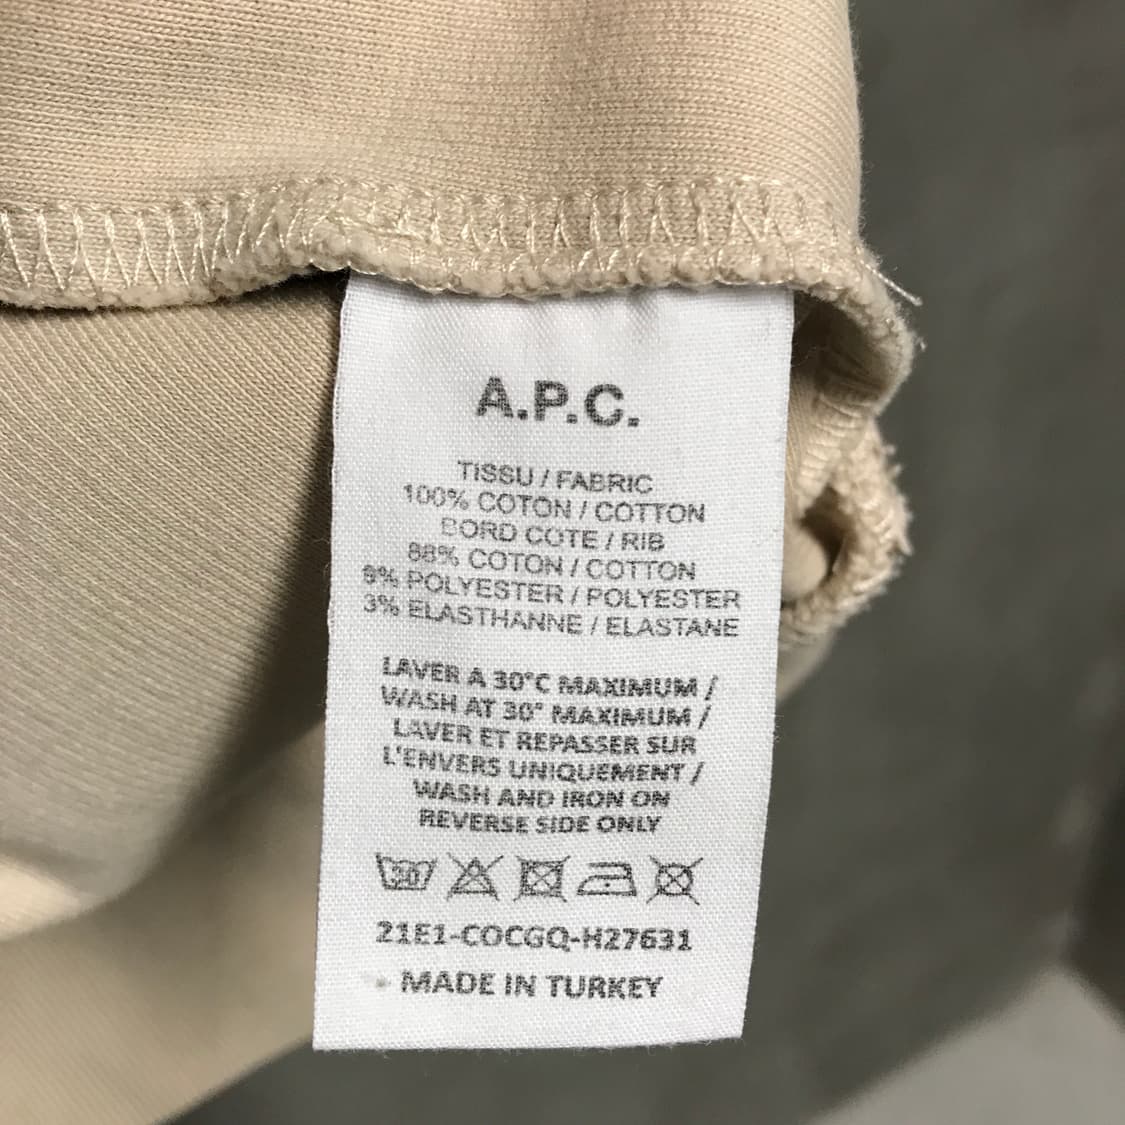 A.P.C.
TISSU / FABRIC
100% COTON / COTTON
BORD COTE / RIB
88% COTON / COTTON
9% POLYESTER / POLYESTER
3% ELASTHANNE / ELASTANE
LAVER A 30°C MAXIMUM /
WASH AT 30° MAXIMUM /
LAVER ET REPASSER SUR
L'ENVERS UNIQUEMENT /
WASH AND IRON ON
REVERSE SIDE ONLY
30
21E1-COCGQ-H27631
MADE IN TURKEY